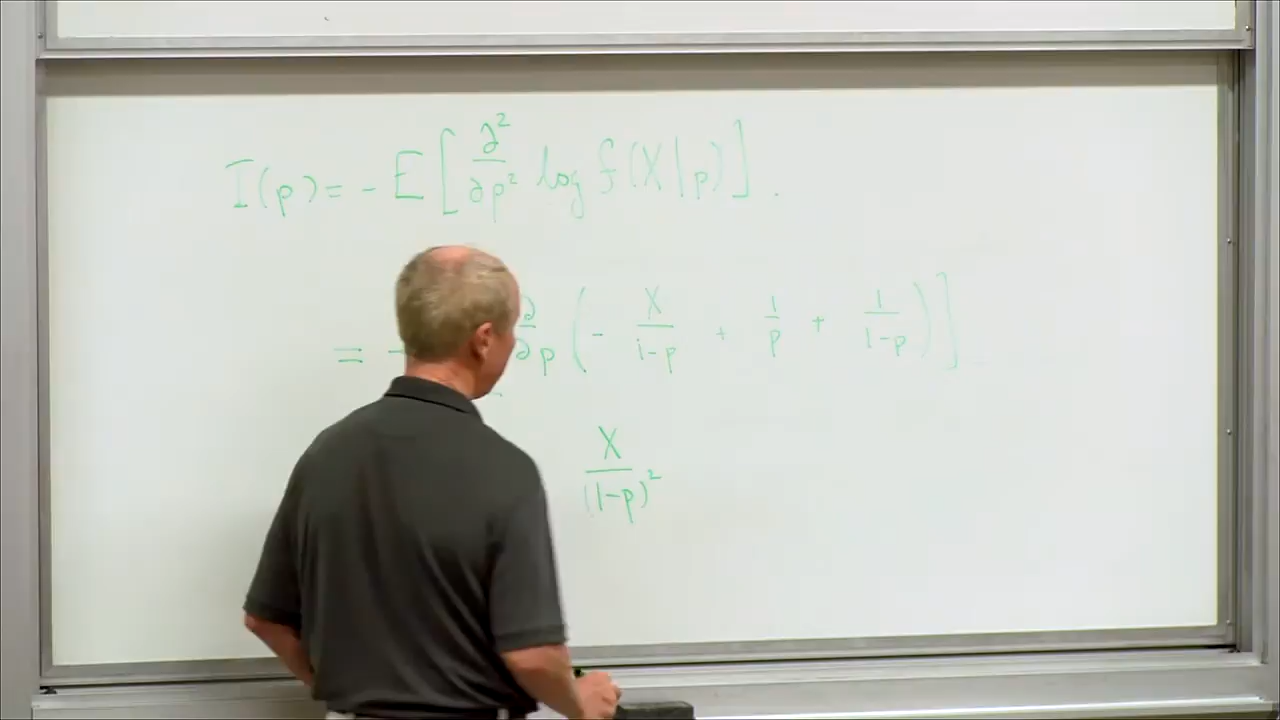 I(p) = - E[∂²/∂p² log f(X|p)].
= - ∂/∂p (- X/(1-p) + 1/p + 1/(1-p))]
X/(1-p)²